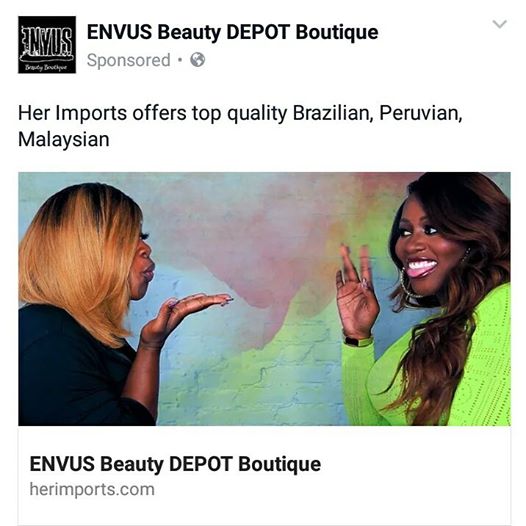 ENVUS
Beauty Boutique
ENVUS Beauty DEPOT Boutique
Sponsored •
Her Imports offers top quality Brazilian, Peruvian,
Malaysian
ENVUS Beauty DEPOT Boutique
herimports.com